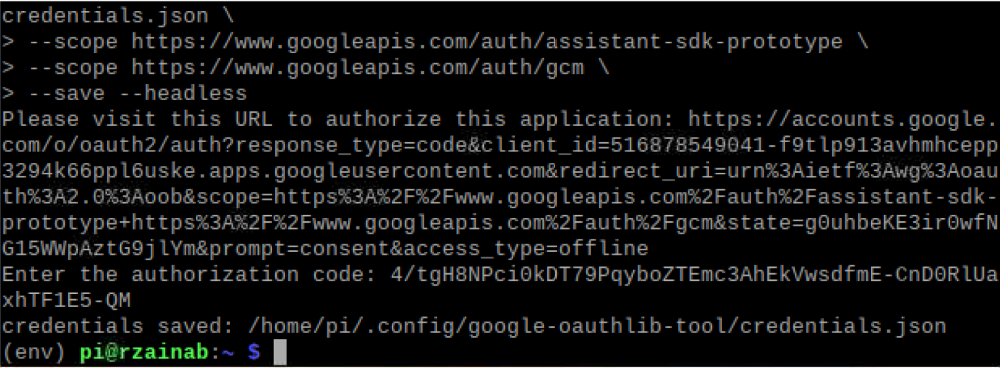 credentials.json \
> --scope https://www.googleapis.com/auth/assistant-sdk-prototype \
> --scope https://www.googleapis.com/auth/gcm \
> --save --headless
Please visit this URL to authorize this application: https://accounts.google.
com/o/oauth2/auth?response_type=code&client_id=516878549041-f9tlp913avhmhcepp
3294k66ppl6uske.apps.googleusercontent.com&redirect_uri=urn%3Aietf%3Awg%3Aoau
th%3A2.0%3Aoob&scope=https%3A%2F%2Fwww.googleapis.com%2Fauth%2Fassistant-sdk-
prototype+https%3A%2F%2Fwww.googleapis.com%2Fauth%2Fgcm&state=g0uhbeKE3ir0wfN
G15WWpAztG9jlYm&prompt=consent&access_type=offline
Enter the authorization code: 4/tgH8NPci0kDT79PqyboZTEmc3AhEkVwsdfmE-CnD0RlUa
xhTF1E5-QM
credentials saved: /home/pi/.config/google-oauthlib-tool/credentials.json
(env) pi@rzainab:~ $